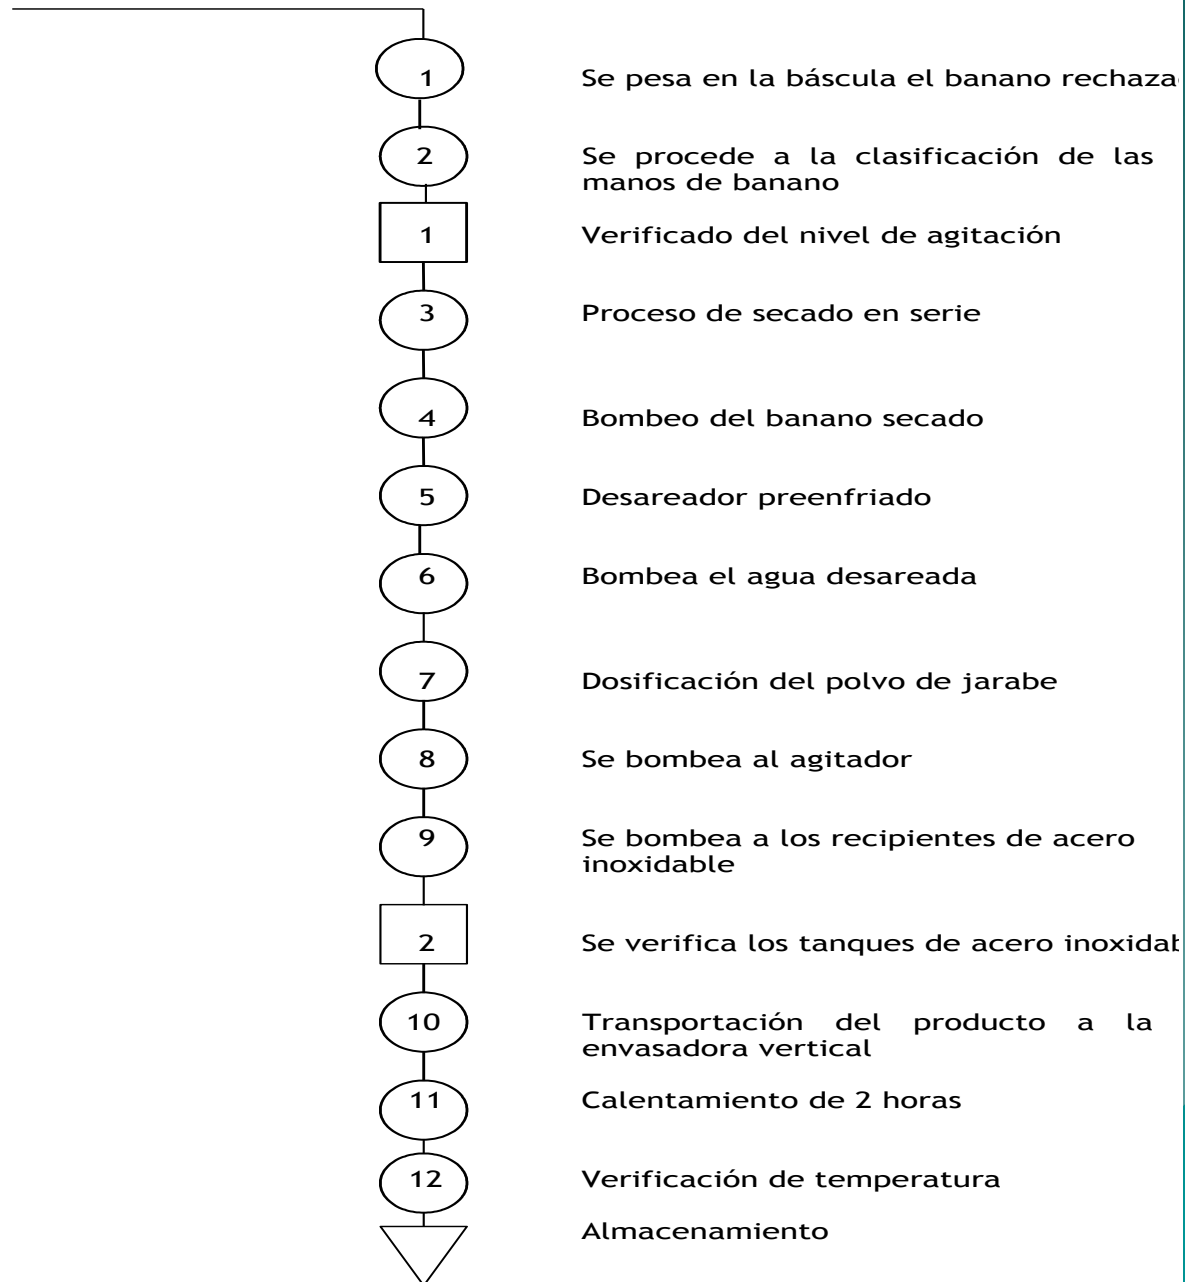 1
Se pesa en la báscula el banano
2
Se procede a la clasificación de las
manos de banano
1
Verificado del nivel de agitación
3
Proceso de secado en serie
4
Bombeo del banano secado
5
Desareador preenfriado
6
Bombea el agua desareada
7
Dosificación del polvo de jarabe
8
Se bombea al agitador
9
Se bombea a los recipientes de acero
inoxidable
2
Se verifica los tanques de acero
10
Transportación del producto a la
envasadora vertical
11
Calentamiento de 2 horas
12
Verificación de temperatura
Almacenamiento